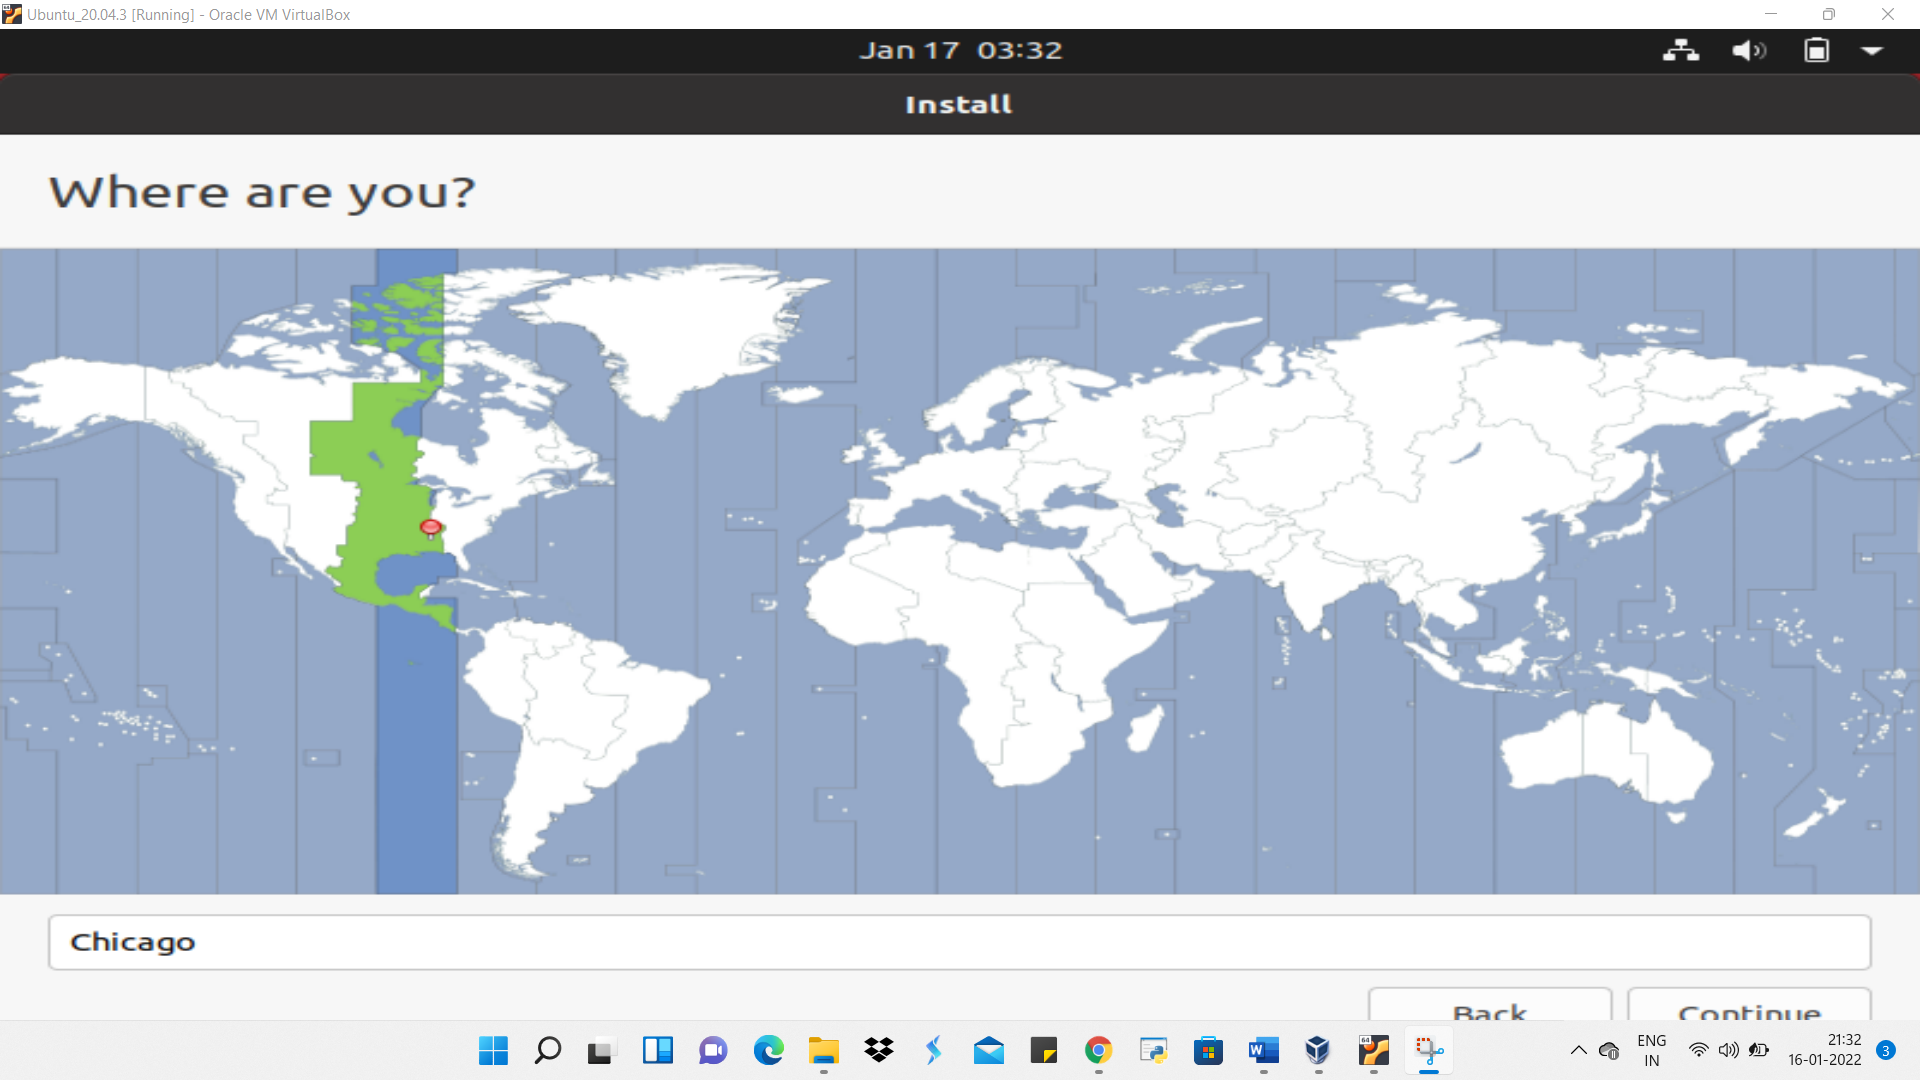 Ubuntu_20.04.3 [Running] - Oracle VM VirtualBox
Jan 17 03:32
Install
Where are you?
Chicago
Back
Continue
64
ENG
IN
21:32
16-01-2022
3